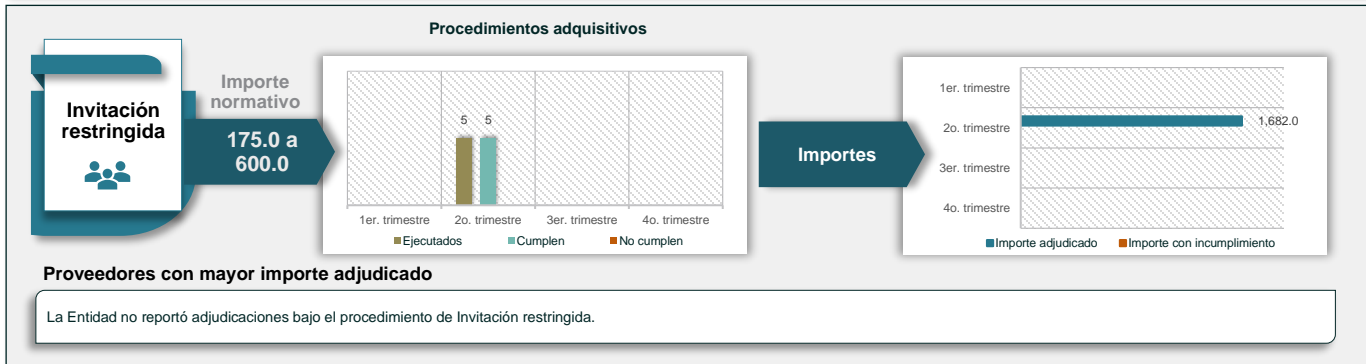 Procedimientos adquisitivos
Invitación
restringida
Importe
normativo
175.0 a
600.0
5 5
1er. trimestre 2o. trimestre 3er. trimestre 4o. trimestre
Ejecutados Cumplen No cumplen
Importes
1er. trimestre
2o. trimestre 1,682.0
3er. trimestre
4o. trimestre
Importe adjudicado Importe con incumplimiento
Proveedores con mayor importe adjudicado
La Entidad no reportó adjudicaciones bajo el procedimiento de Invitación restringida.